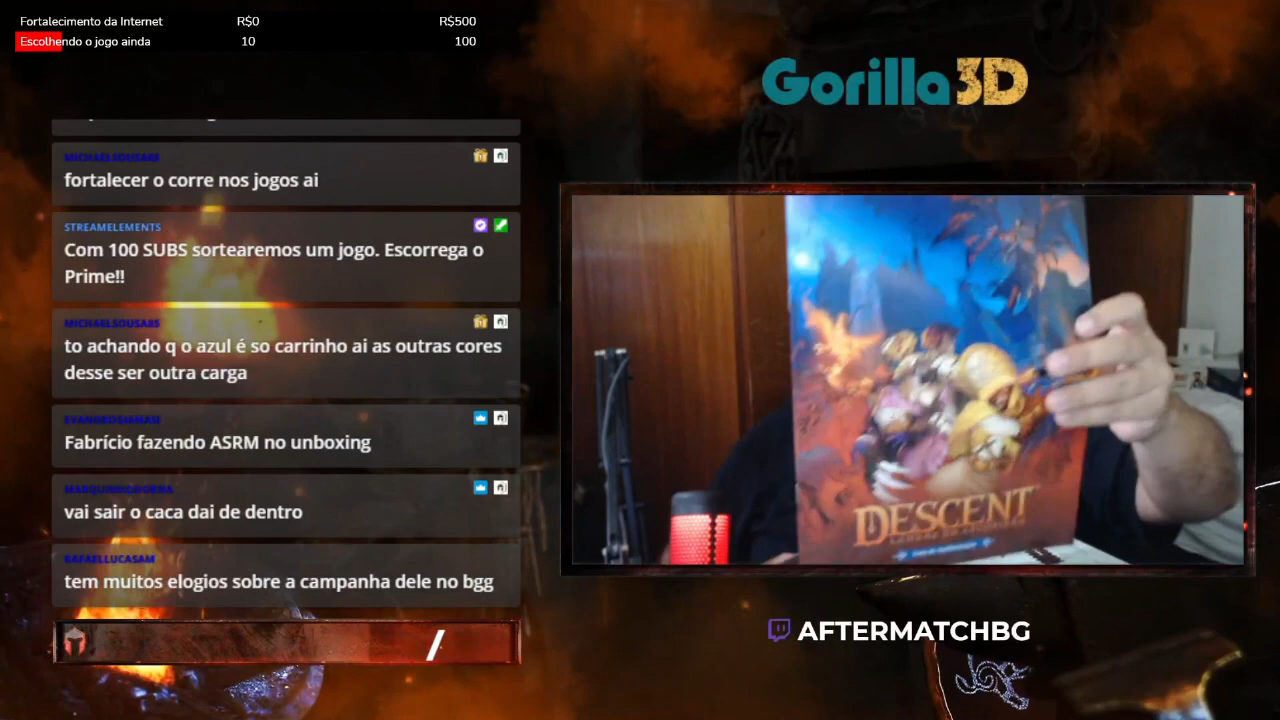 Fortalecimento da Internet R$0 R$500
Escolhendo o jogo ainda 10 100
Gorilla3D
MICHAELSOUSA85
fortalecer o corre nos jogos ai
STREAMELEMENTS
Com 100 SUBS sortearemos um jogo. Escorrega o
Prime!!
MICHAELSOUSA85
to achando q o azul é so carrinho ai as outras cores
desse ser outra carga
Fabrício fazendo ASRM no unboxing
vai sair o caca dai de dentro
RAFAELLUCASAM
tem muitos elogios sobre a campanha dele no bgg
DESCENT
AFTERMATCHBG